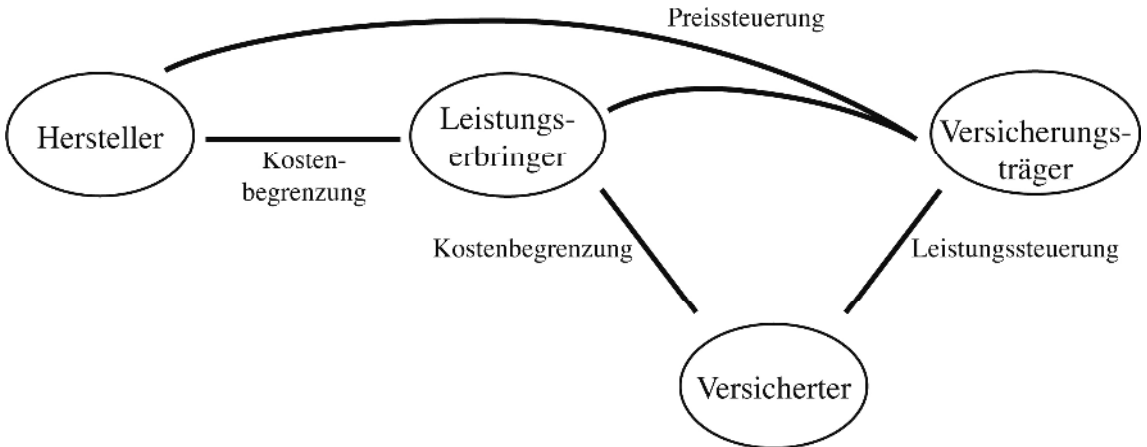 Preissteuerung
Hersteller
Leistungs-
erbringer
Versicherungs-
träger
Kosten-
begrenzung
Kostenbegrenzung
Leistungssteuerung
Versicherter